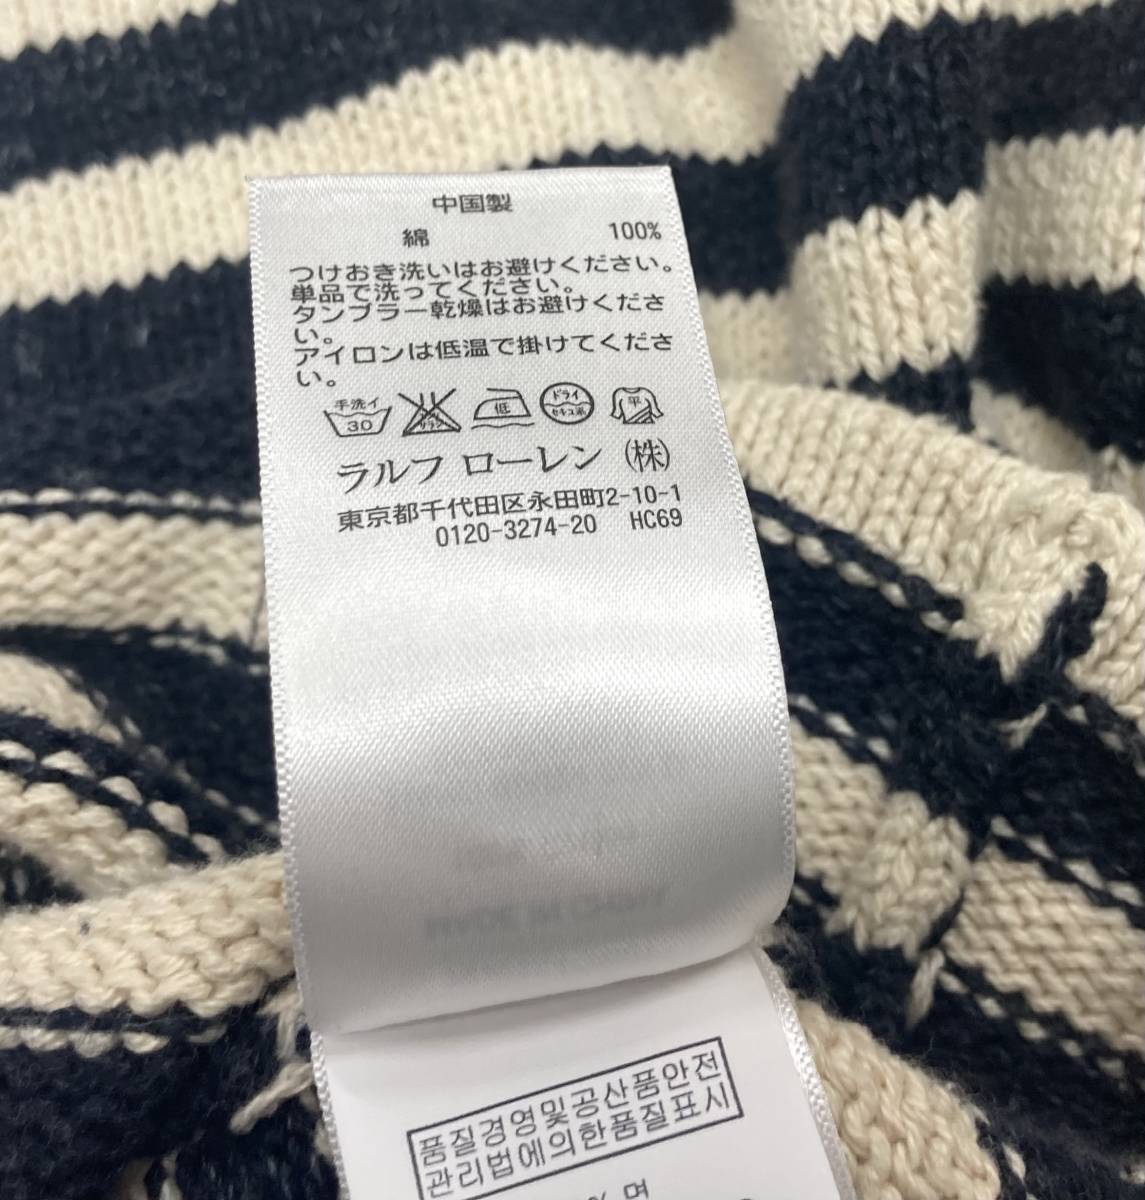 中国製
綿 100%
つけおき洗いはお避けください。
単品で洗ってください。
タンブラー乾燥はお避けくださ
い。
アイロンは低温で掛けてくださ
い。
手洗イ 30 低 ドライ セキユ系 平
ラルフ ローレン (株)
東京都千代田区永田町2-10-1
0120-3274-20 HC69
MADE IN CHINA
품질경영및공산품안전
관리법에의한품질표시
% 면